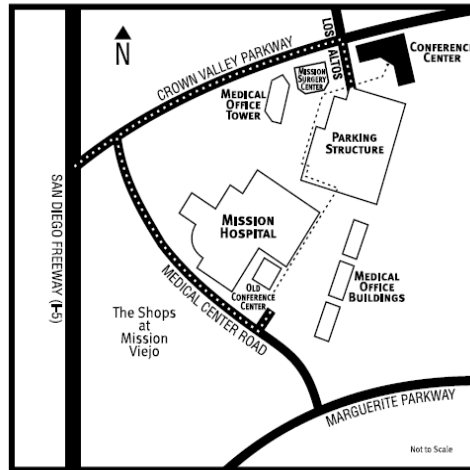 N
CROWN VALLEY PARKWAY
LOS ALTOS
CONFERENCE
CENTER
MISSION
SURGERY
CENTER
MEDICAL
OFFICE
TOWER
PARKING
STRUCTURE
SAN DIEGO FREEWAY (I-5)
MISSION
HOSPITAL
OLD
CONFERENCE
CENTER
MEDICAL
OFFICE
BUILDINGS
The Shops
at
Mission
Viejo
MEDICAL CENTER ROAD
MARGUERITE PARKWAY
Not to Scale